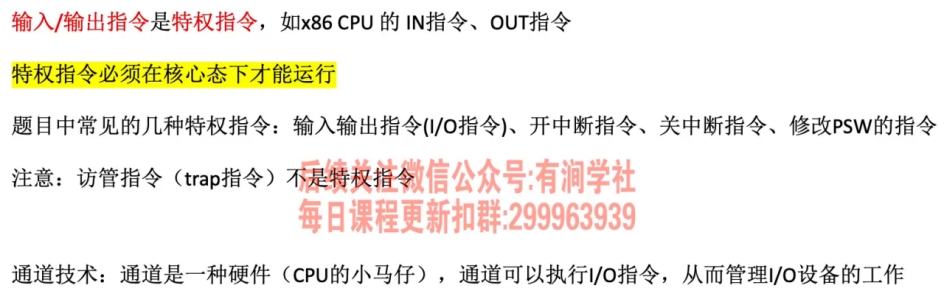 输入/输出指令是特权指令，如x86 CPU 的 IN指令、OUT指令
特权指令必须在核心态下才能运行
题目中常见的几种特权指令：输入输出指令(I/O指令)、开中断指令、关中断指令、修改PSW的指令
注意：访管指令（trap指令）不是特权指令
后续关注微信公众号:有涧学社
每日课程更新扣群:299963939
通道技术：通道是一种硬件（CPU的小马仔），通道可以执行I/O指令，从而管理I/O设备的工作